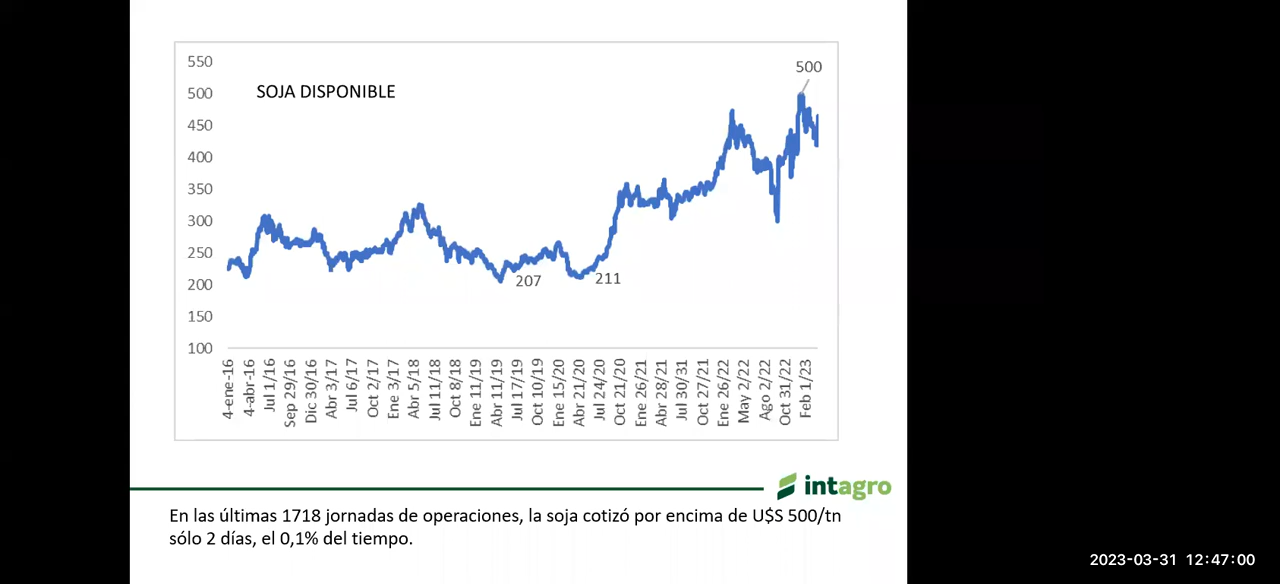 550
500
450
400
350
300
250
200
150
100
SOJA DISPONIBLE
500
207
211
4-ene-16
4-abr-16
Jul 1/16
Sep 29/16
Dic 30/16
Abr 3/17
Jul 6/17
Oct 2/17
Ene 3/17
Abr 5/18
Jul 11/18
Oct 8/18
Ene 11/19
Abr 11/19
Jul 17/19
Oct 10/19
Ene 15/20
Abr 21/20
Jul 24/20
Oct 21/20
Ene 26/21
Abr 28/21
Jul 30/31
Oct 27/21
Ene 26/22
May 2/22
Ago 2/22
Oct 31/22
Feb 1/23
intagro
En las últimas 1718 jornadas de operaciones, la soja cotizó por encima de U$S 500/tn
sólo 2 días, el 0,1% del tiempo.
2023-03-31 12:47:00